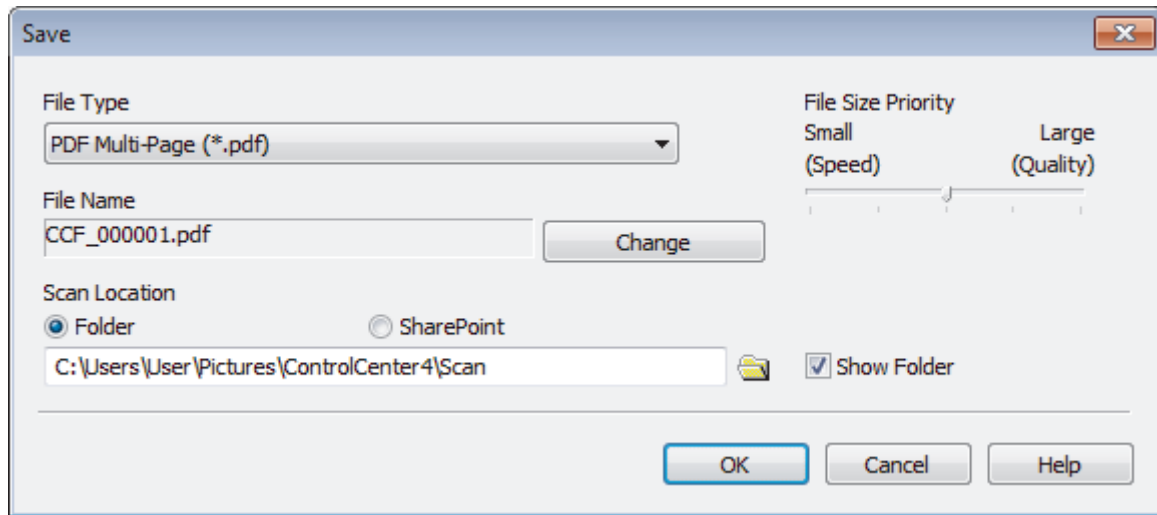 Save
File Type
PDF Multi-Page (*.pdf)
File Name
CCF_000001.pdf
Change
File Size Priority
Small Large
(Speed) (Quality)
Scan Location
Folder SharePoint
C:\Users\User\Pictures\ControlCenter4\Scan
Show Folder
OK Cancel Help